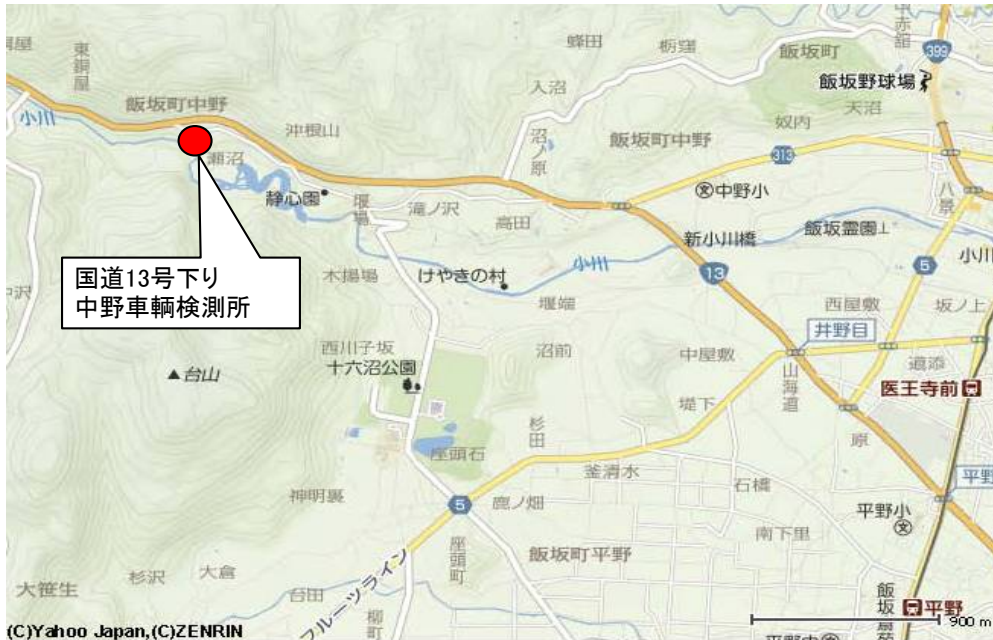 蜂田
栃窪
飯坂町
399
飯坂野球場
東銅屋
入沼
天沼
飯坂町中野
小川
沖根山
沼ノ原
飯坂町中野
奴内
313
瀬沼
静心園
堰場
滝ノ沢
中野小
八景
高田
新小川橋
飯坂霊園
小川
国道13号下り
中野車輌検測所
木揚場
けやきの村
小川
13
5
堰端
西屋敷
坂ノ上
井野目
西川子坂
沼前
中屋敷
道添
台山
十六沼公園
山海道
医王寺前
堤下
杉田
原
座頭石
釜清水
石橋
平野
神明裏
5
鹿ノ畑
平野小
南下里
座頭町
飯坂町平野
大笹生
杉沢
大倉
台田
フルーツライン
柳町
平野
900 m
(C)Yahoo Japan,(C)ZENRIN